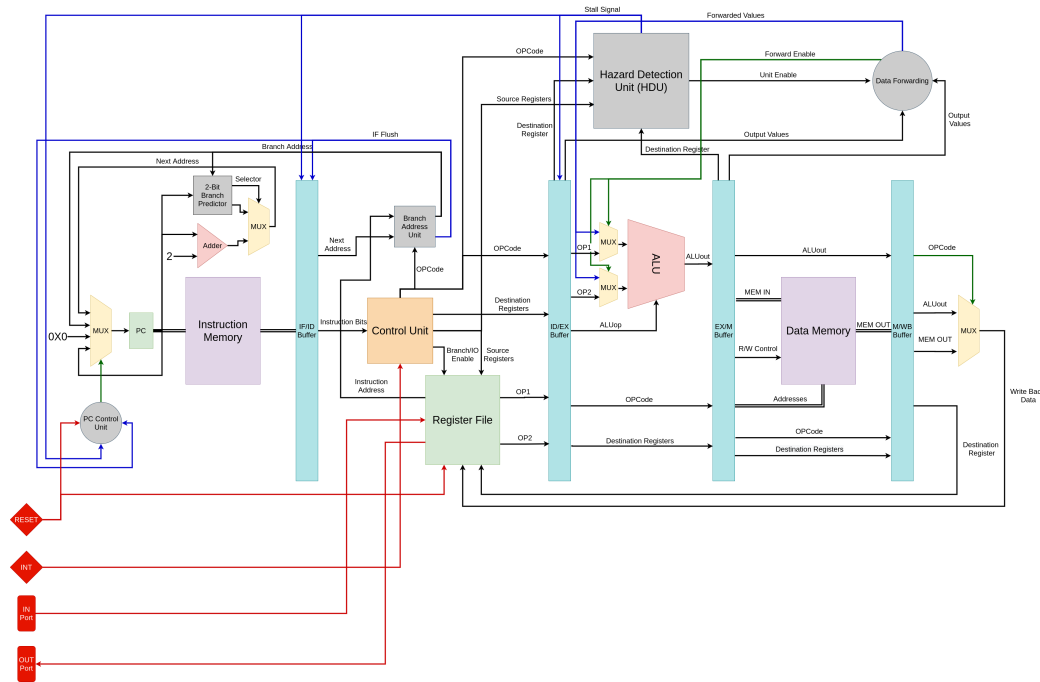 Stall Signal
Forwarded Values
OPCode
Hazard Detection
Unit (HDU)
Forward Enable
Unit Enable
Data Forwarding
Source Registers
Destination
Register
Output
Values
IF Flush
Output Values
Branch Address
Destination Register
Next Address
Selector
2-Bit
Branch
Predictor
MUX
Adder
2
Branch
Address
Unit
Next
Address
OPCode
OPCode
OP1
MUX
ALU
ALUout
ALUout
OPCode
OP2
MUX
MEM IN
ALUout
Destination
Registers
0X0
MUX
PC
Instruction
Memory
IF/ID
Buffer
Instruction Bits
Control Unit
ID/EX
Buffer
ALUop
EX/M
Buffer
Data Memory
MEM OUT
M/WB
Buffer
MEM OUT
MUX
R/W Control
Branch/IO
Enable
Source
Registers
Instruction
Address
OP1
OPCode
Addresses
Write Back
Data
PC Control
Unit
Register File
OP2
Destination Registers
OPCode
Destination Registers
Destination
Register
RESET
INT
IN
Port
OUT
Port